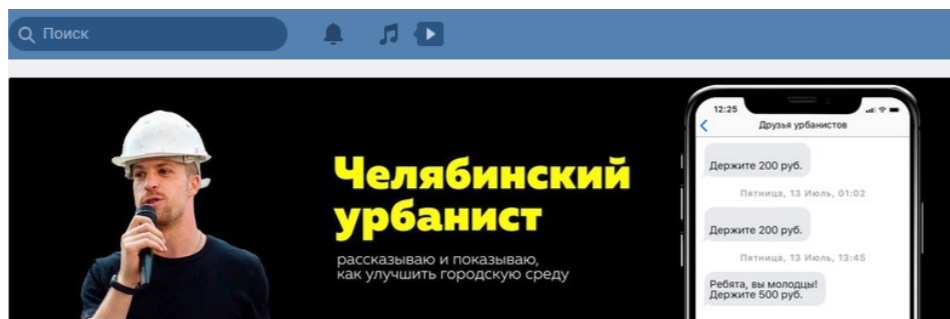 Поиск
Челябинский
урбанист
рассказываю и показываю,
как улучшить городскую среду
12:25
Друзья урбанистов
Держите 200 руб.
Пятница, 13 Июль, 01:02
Держите 200 руб.
Пятница, 13 Июль, 13:45
Ребята, вы молодцы!
Держите 500 руб.